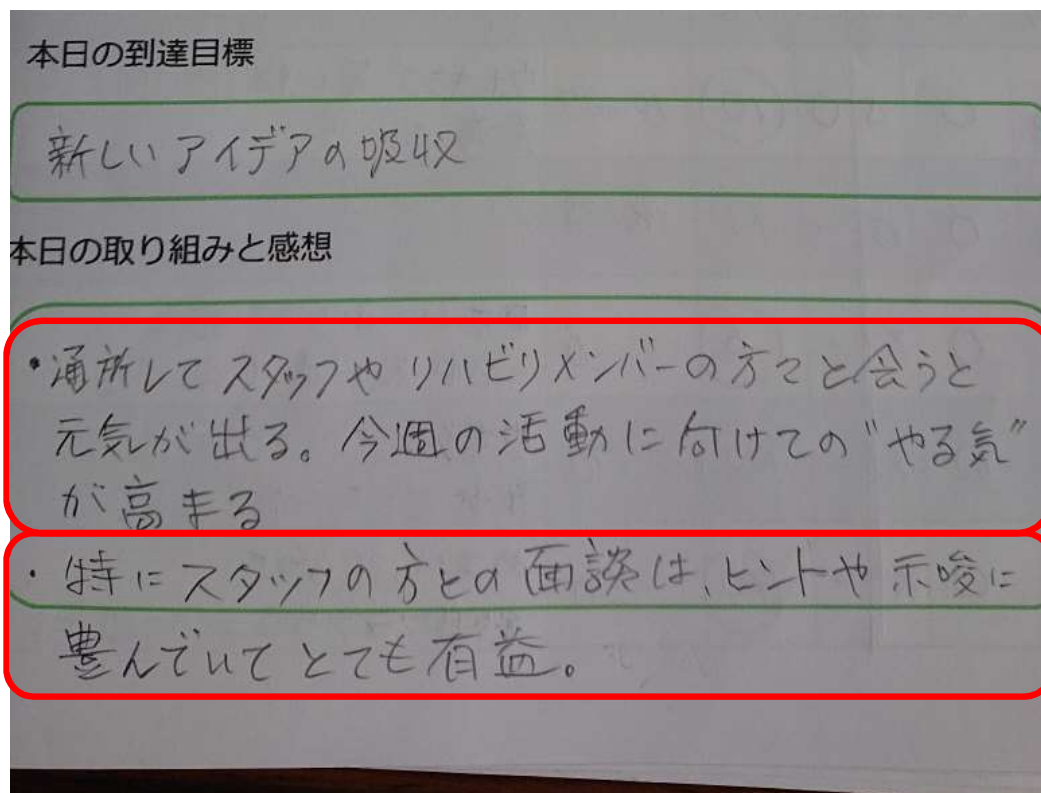 本日の到達目標
新しいアイデアの吸収
本日の取り組みと感想
・通所してスタッフやリハビリメンバーの方々と会うと
元気が出る。今週の活動に向けての"やる気"
が高まる
・特にスタッフの方との面談は、ヒントや示唆に
豊んでいてとても有益。